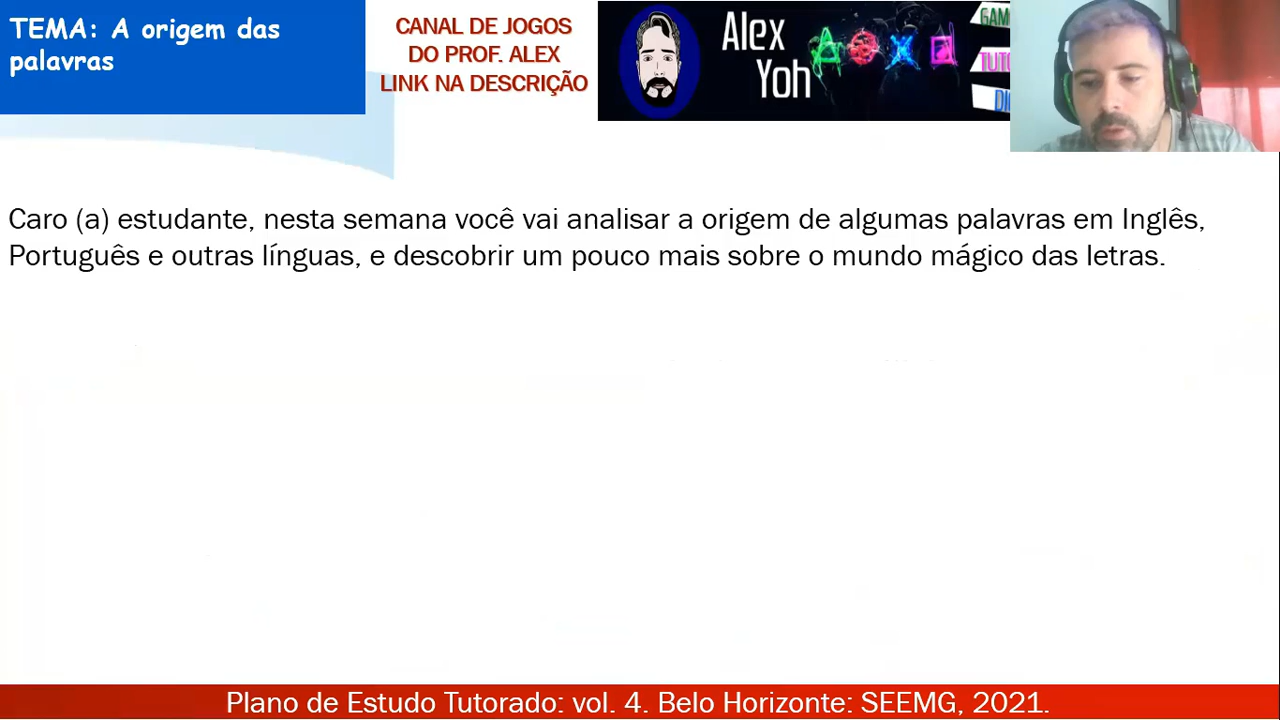 TEMA: A origem das
palavras
CANAL DE JOGOS
DO PROF. ALEX
LINK NA DESCRIÇÃO
Alex
Yoh
Caro (a) estudante, nesta semana você vai analisar a origem de algumas palavras em Inglês,
Português e outras línguas, e descobrir um pouco mais sobre o mundo mágico das letras.
Plano de Estudo Tutorado: vol. 4. Belo Horizonte: SEEMG, 2021.